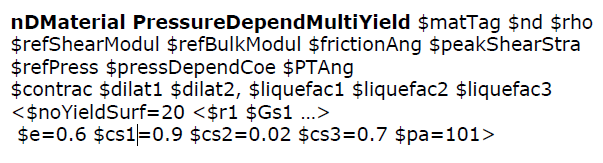 nDMaterial PressureDependMultiYield $matTag $nd $rho
$refShearModul $refBulkModul $frictionAng $peakShearStra
$refPress $pressDependCoe $PTAng
$contrac $dilat1 $dilat2, $liquefac1 $liquefac2 $liquefac3
<$noYieldSurf=20 <$r1 $Gs1 …>
$e=0.6 $cs1=0.9 $cs2=0.02 $cs3=0.7 $pa=101>